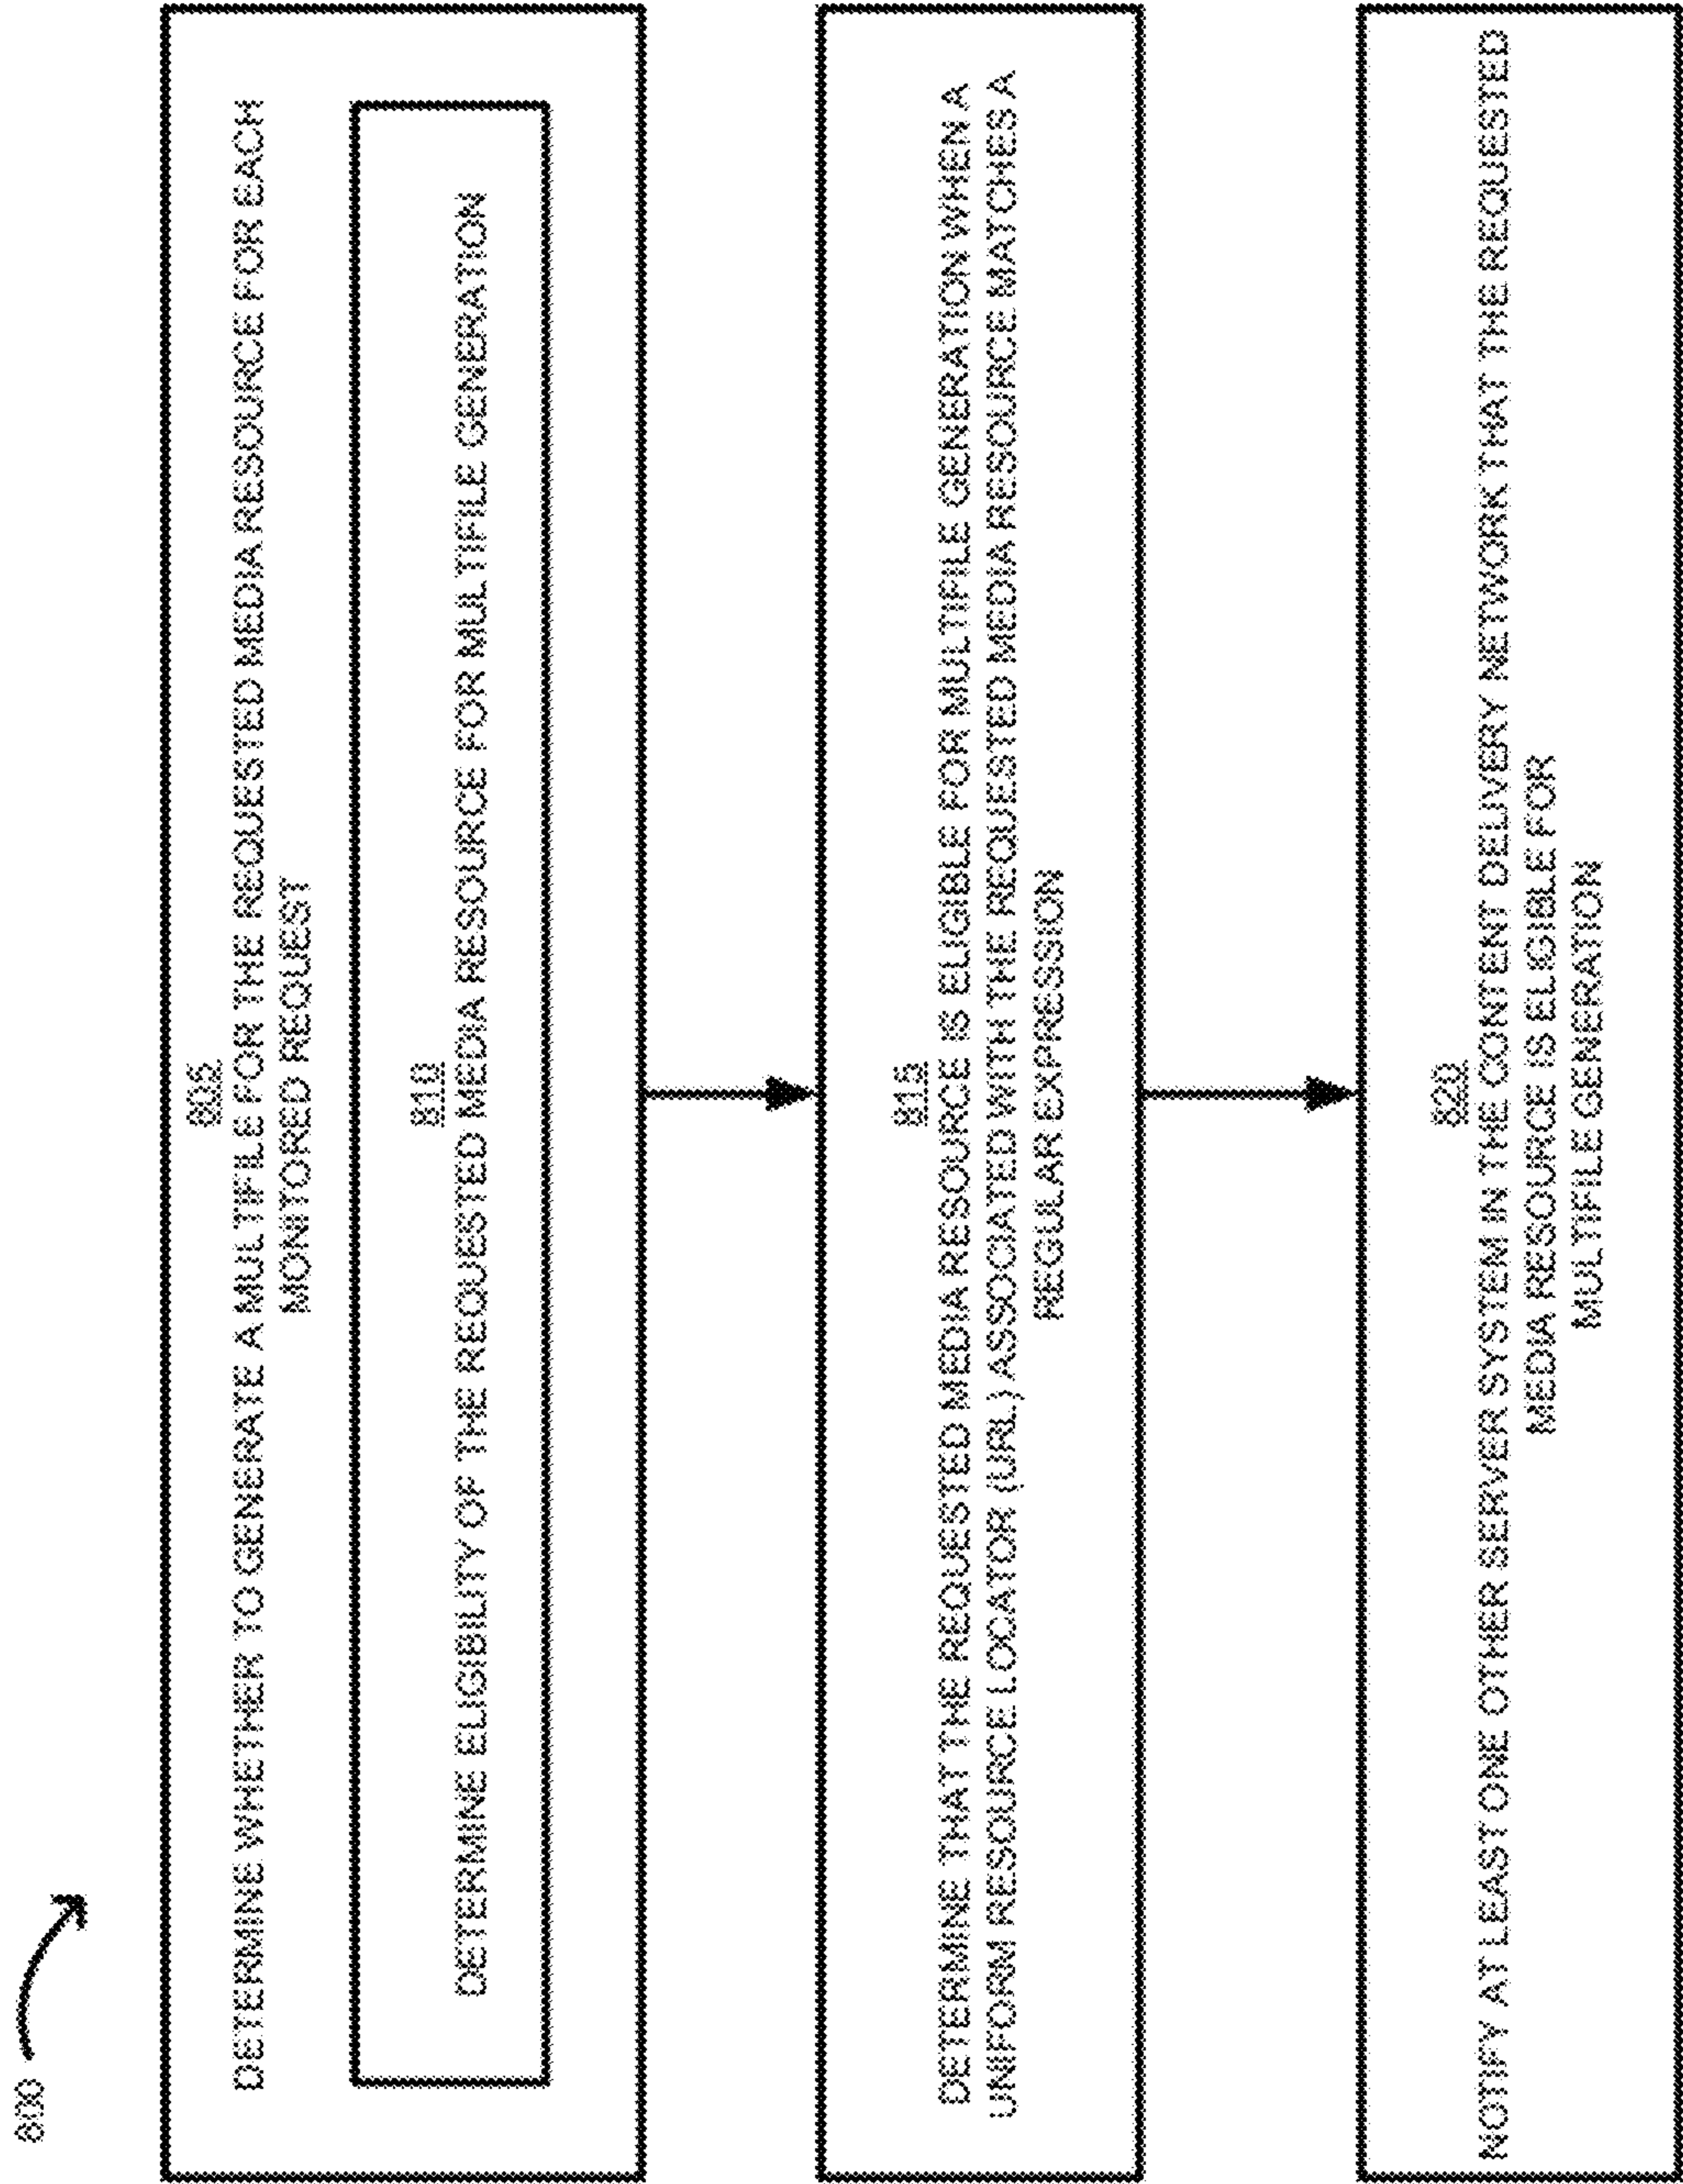 800
805
DETERMINE WHETHER TO GENERATE A MULTIFILE FOR THE REQUESTED MEDIA RESOURCE FOR EACH
MONITORED REQUEST
810
DETERMINE ELIGIBILITY OF THE REQUESTED MEDIA RESOURCE FOR MULTIFILE GENERATION
815
DETERMINE THAT THE REQUESTED MEDIA RESOURCE IS ELIGIBLE FOR MULTIFILE GENERATION WHEN A
UNIFORM RESOURCE LOCATOR (URL) ASSOCIATED WITH THE REQUESTED MEDIA RESOURCE MATCHES A
REGULAR EXPRESSION
820
NOTIFY AT LEAST ONE OTHER SERVER SYSTEM IN THE CONTENT DELIVERY NETWORK THAT THE REQUESTED
MEDIA RESOURCE IS ELIGIBLE FOR
MULTIFILE GENERATION